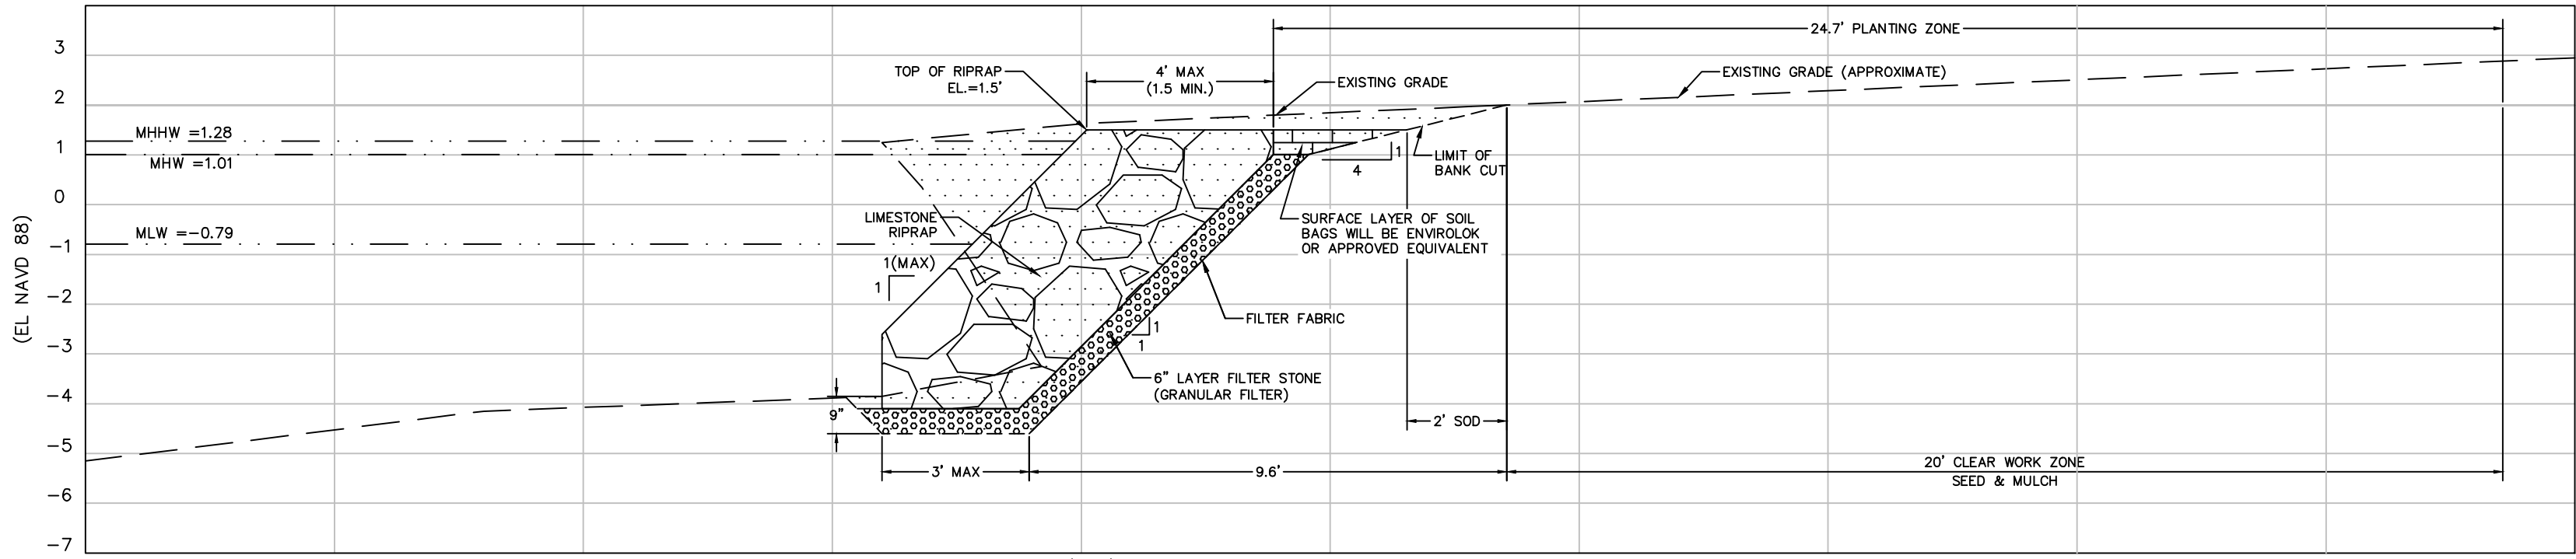 24.7' PLANTING ZONE
3
TOP OF RIPRAP
EL.=1.5'
4' MAX
(1.5 MIN.)
EXISTING GRADE
EXISTING GRADE (APPROXIMATE)
2
MHHW =1.28
1
MHW =1.01
1
4
LIMIT OF
BANK CUT
0
LIMESTONE
RIPRAP
SURFACE LAYER OF SOIL
BAGS WILL BE ENVIROLOK
OR APPROVED EQUIVALENT
MLW =-0.79
-1
(EL NAVD 88)
1(MAX)
1
-2
FILTER FABRIC
1
1
-3
6" LAYER FILTER STONE
(GRANULAR FILTER)
-4
9"
2' SOD
-5
3' MAX
9.6'
20' CLEAR WORK ZONE
SEED & MULCH
-6
-7